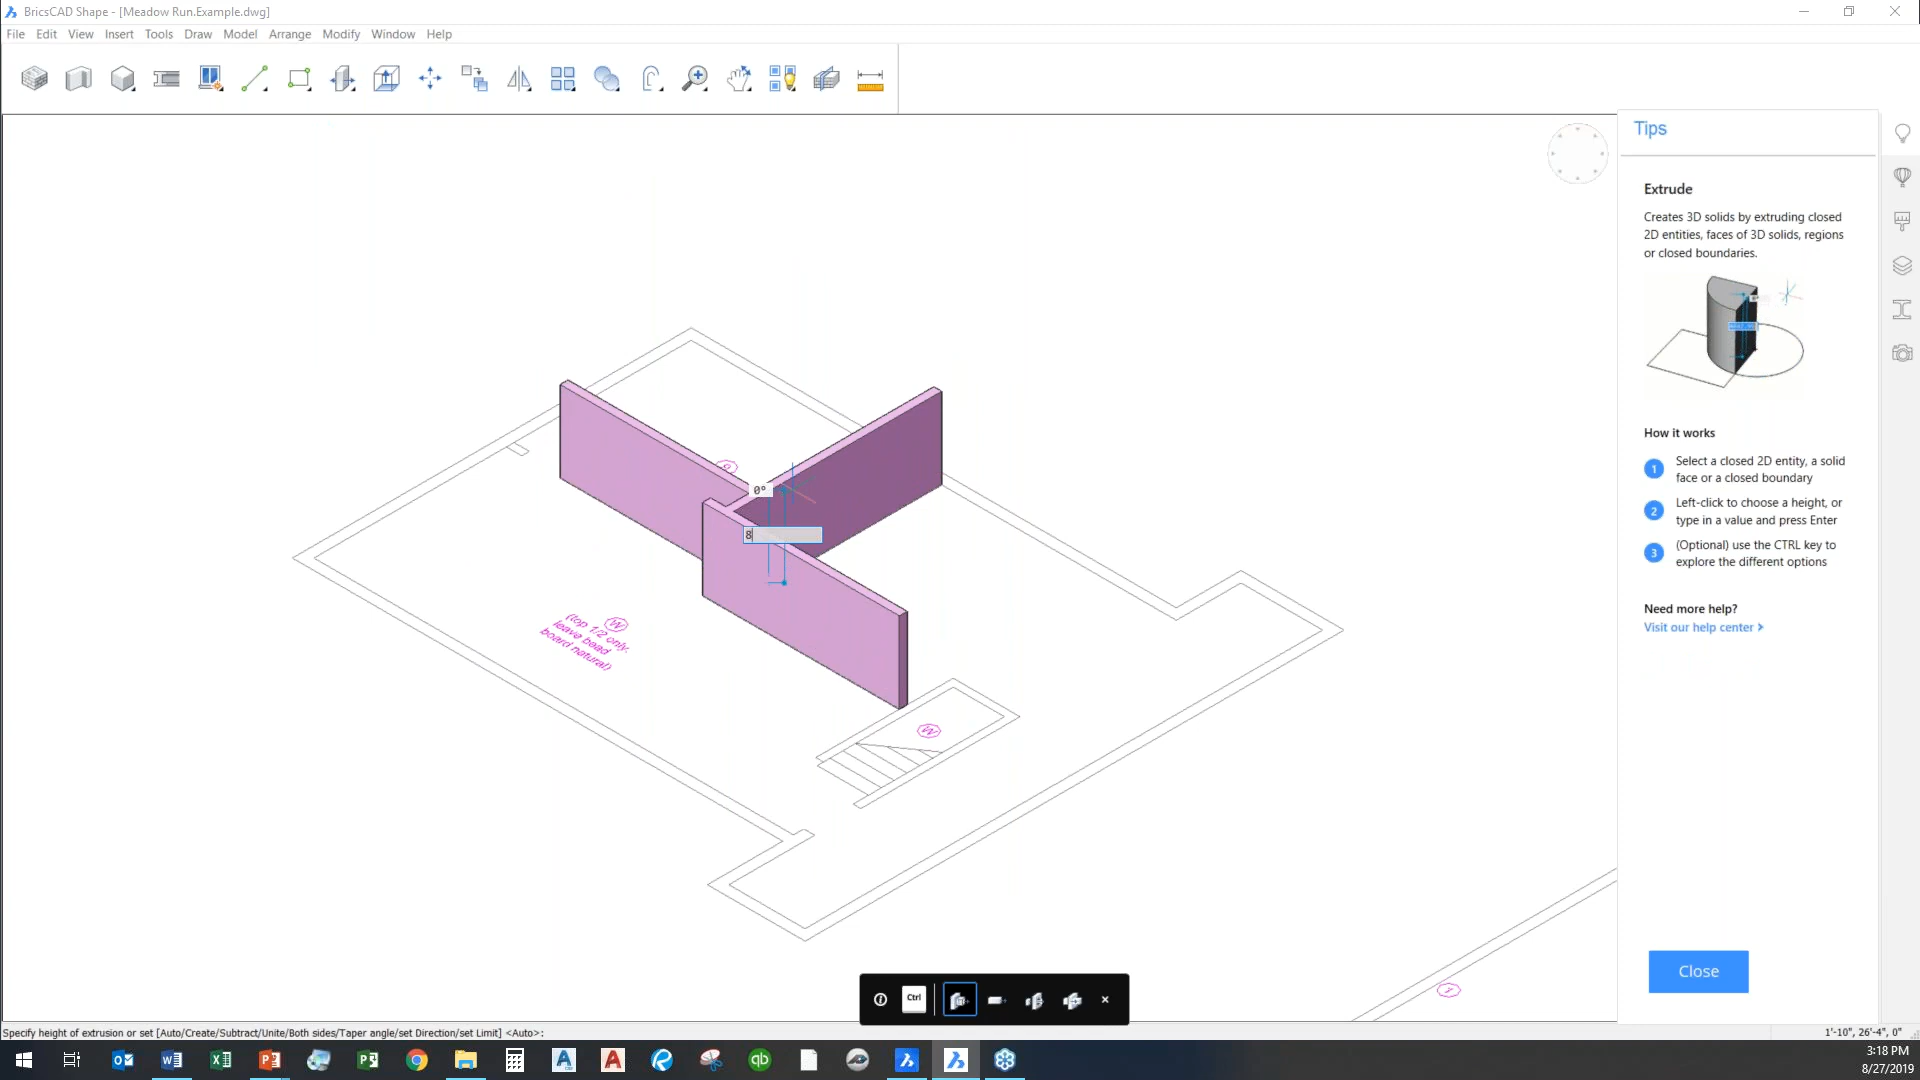 BricsCAD Shape - [Meadow Run.Example.dwg]
File Edit View Insert Tools Draw Model Arrange Modify Window Help
Tips
Extrude
Creates 3D solids by extruding closed
2D entities, faces of 3D solids, regions
or closed boundaries.
How it works
1 Select a closed 2D entity, a solid
face or a closed boundary
2 Left-click to choose a height, or
type in a value and press Enter
3 (Optional) use the CTRL key to
explore the different options
Need more help?
Visit our help center >
Close
0°
8
W
(top 1/2 only.
leave bead
board natural)
W
Ctrl
Specify height of extrusion or set [Auto/Create/Subtract/Unite/Both sides/Taper angle/set Direction/set Limit] <Auto>:
1'-10", 26'-4", 0"
3:18 PM
8/27/2019